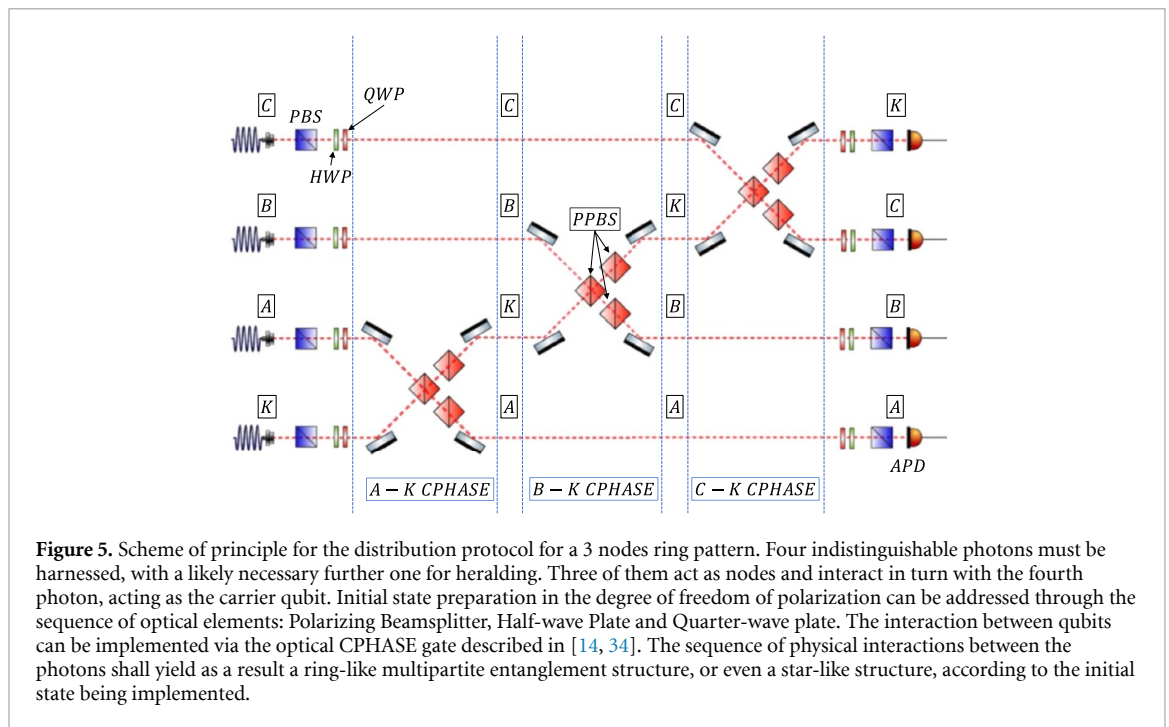 C C C K
PBS QWP
HWP
B B K C
PPBS
A K B B
K A A A
APD
A − K CPHASE B − K CPHASE C − K CPHASE
Figure 5. Scheme of principle for the distribution protocol for a 3 nodes ring pattern. Four indistinguishable photons must be
harnessed, with a likely necessary further one for heralding. Three of them act as nodes and interact in turn with the fourth
photon, acting as the carrier qubit. Initial state preparation in the degree of freedom of polarization can be addressed through the
sequence of optical elements: Polarizing Beamsplitter, Half-wave Plate and Quarter-wave plate. The interaction between qubits
can be implemented via the optical CPHASE gate described in [14, 34]. The sequence of physical interactions between the
photons shall yield as a result a ring-like multipartite entanglement structure, or even a star-like structure, according to the initial
state being implemented.